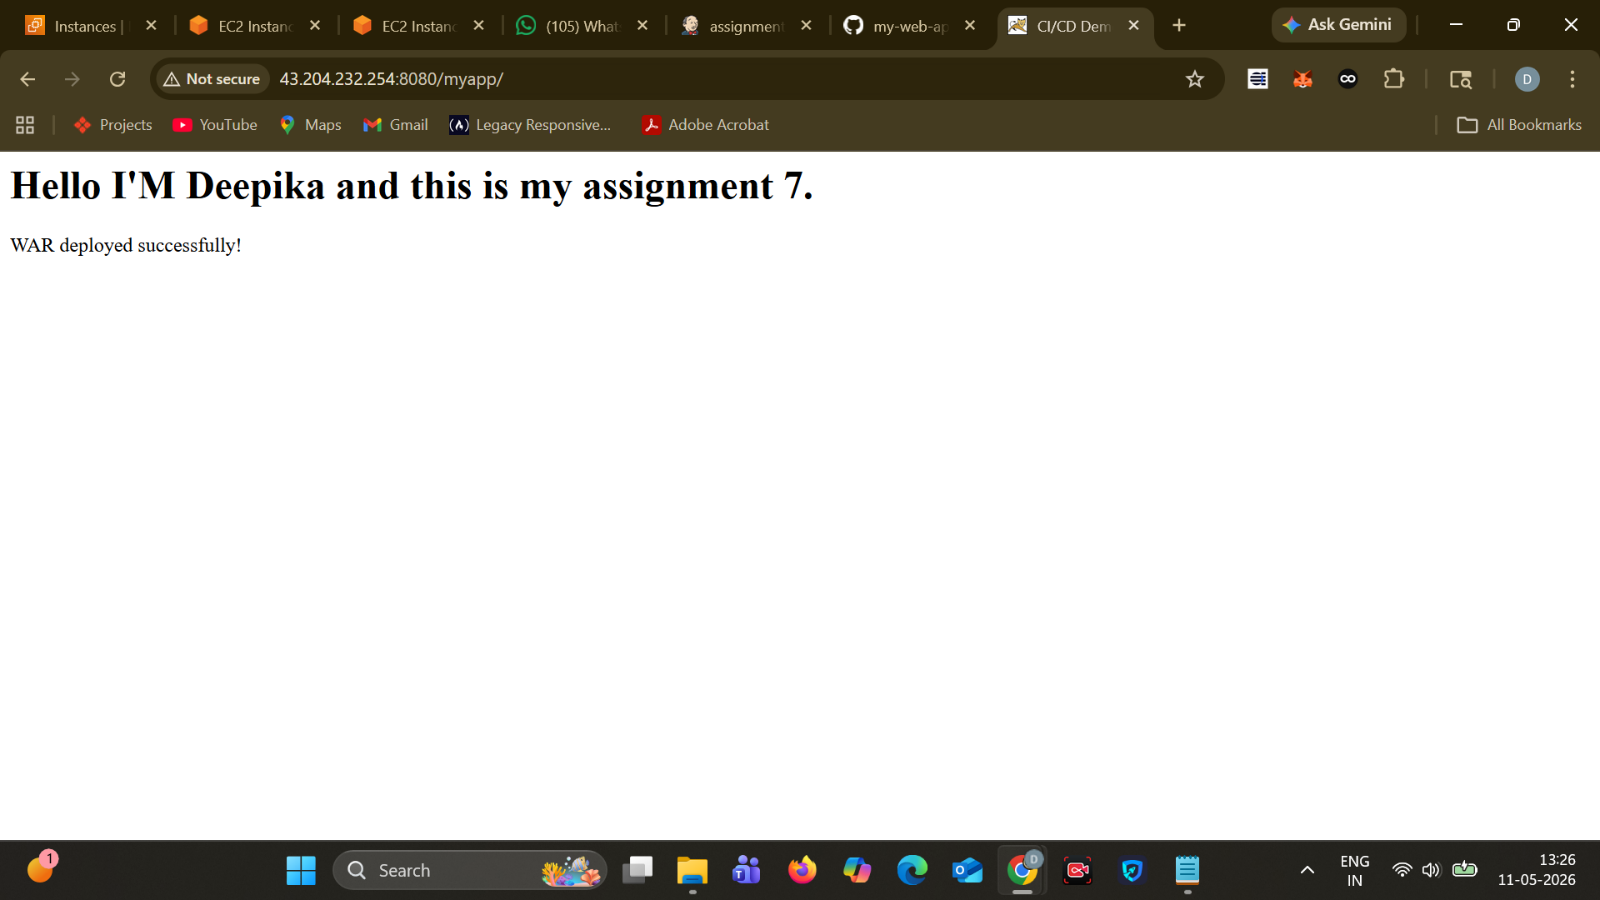 Instances |
EC2 Instanc
EC2 Instanc
(105) What
assignment
my-web-ap
CI/CD Dem
Ask Gemini
Not secure
43.204.232.254:8080/myapp/
D
Projects
YouTube
Maps
Gmail
Legacy Responsive...
Adobe Acrobat
All Bookmarks
Hello I'M Deepika and this is my assignment 7.
WAR deployed successfully!
1
Search
D
ENG
IN
13:26
11-05-2026